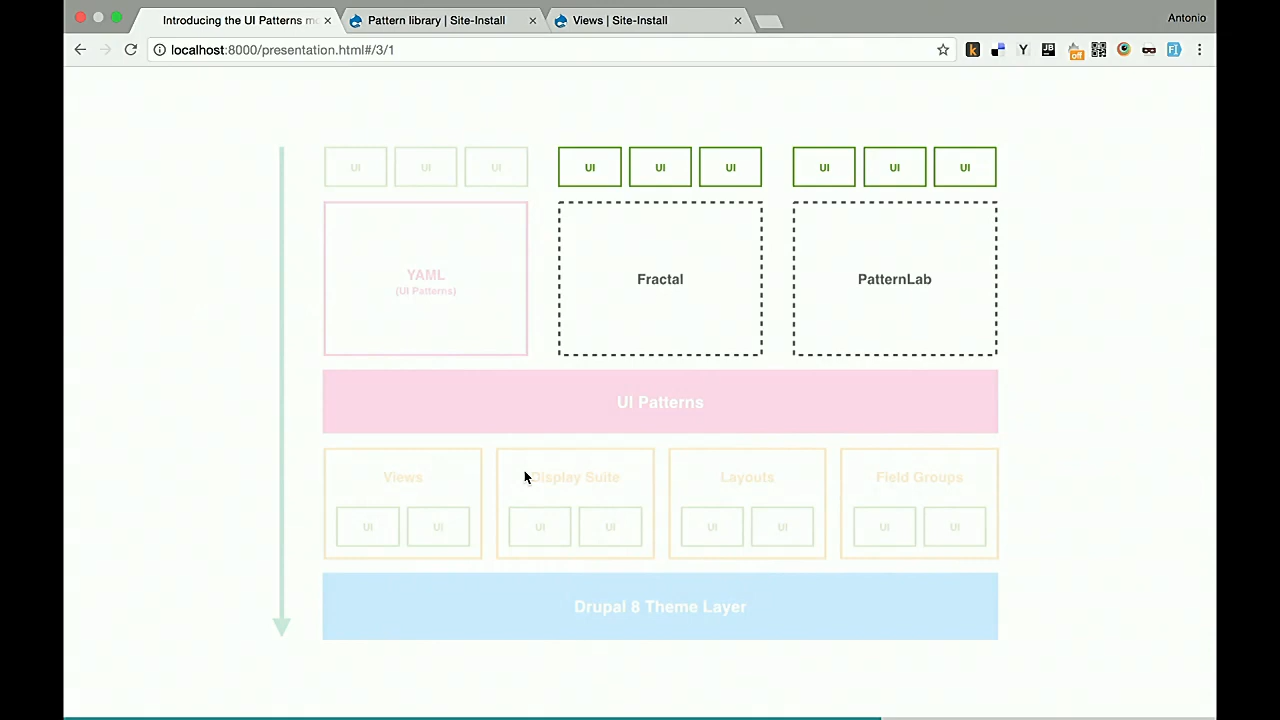 Introducing the UI Patterns mo
Pattern library | Site-Install
Views | Site-Install
Antonio
localhost:8000/presentation.html#/3/1
UI UI UI UI UI UI UI UI UI
YAML
(UI Patterns)
Fractal
PatternLab
UI Patterns
Views
Display Suite
Layouts
Field Groups
UI UI UI UI UI UI UI UI
Drupal 8 Theme Layer